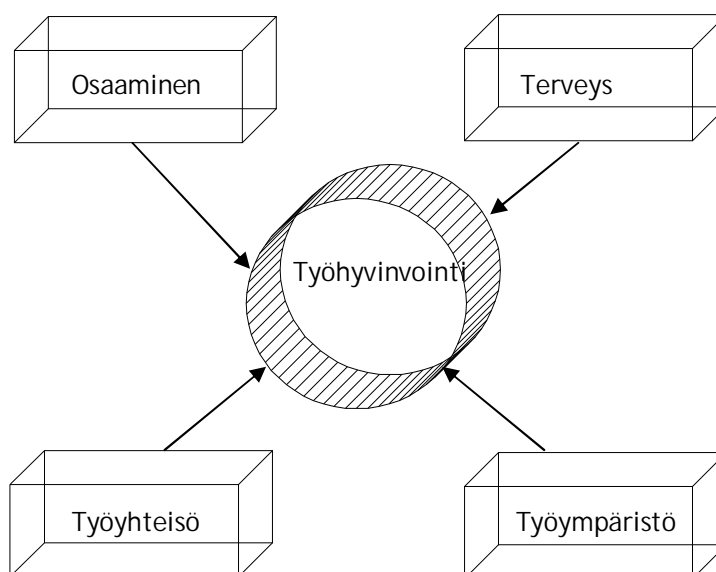 Osaaminen
Terveys
Työhyvinvointi
Työyhteisö
Työympäristö